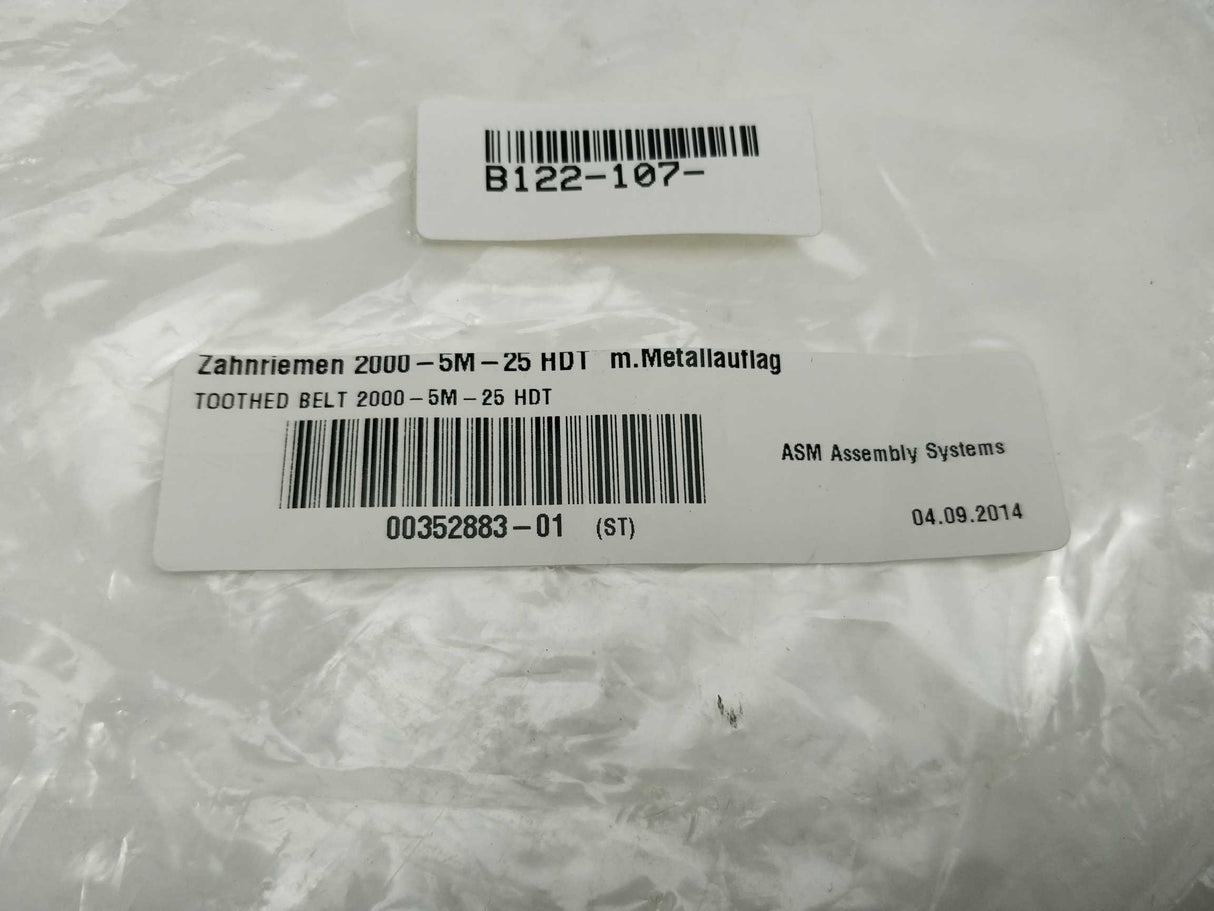 B122-107-
Zahnriemen 2000-5M-25 HDT m.Metallauflag
TOOTHED BELT 2000-5M-25 HDT
ASM Assembly Systems
00352883-01 (ST)
04.09.2014